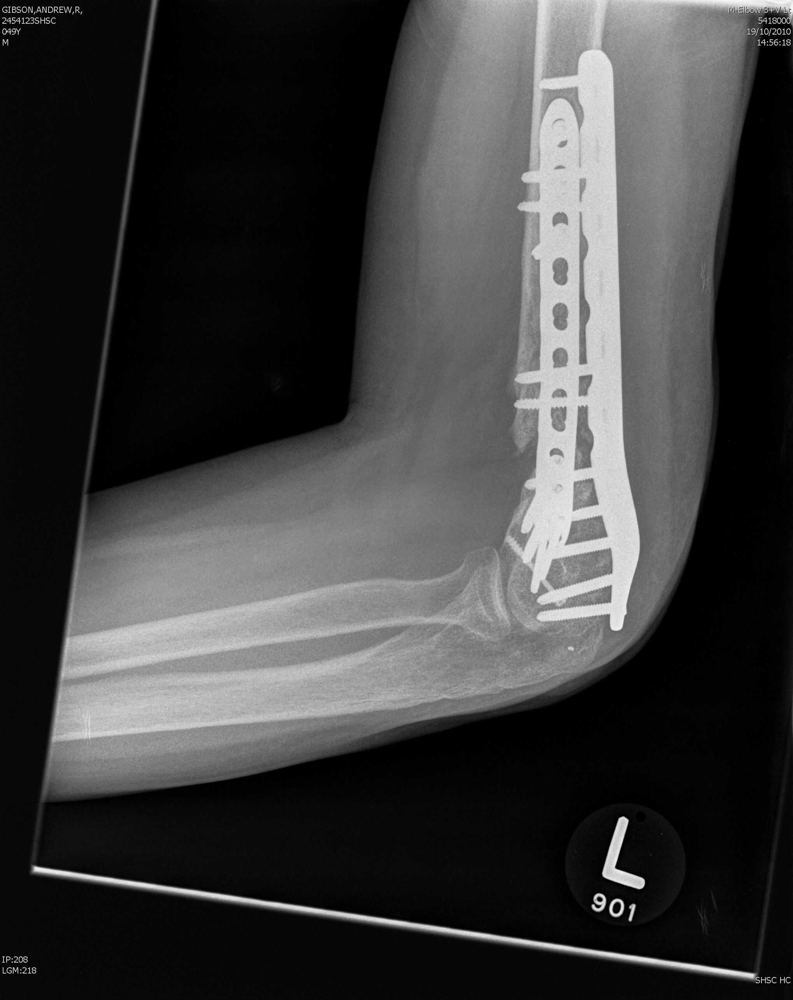 GIBSON,ANDREW,R,
2454123SHSC
049Y
M
M-Elbow 3+V Lt
5418000
19/10/2010
14:56:18
L
901
IP:208
LGM:218
SHSC HC